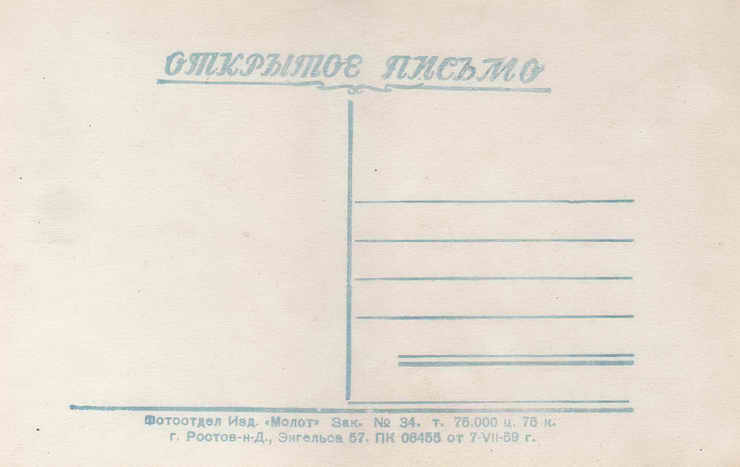 ОТКРЫТОЕ ПИСЬМО
Фотоотдел Изд. «Молот» Зак. № 34. т. 75.000 ц. 75 к.
г. Ростов-н-Д., Энгельса 57. ПК 06455 от 7-VII-59 г.